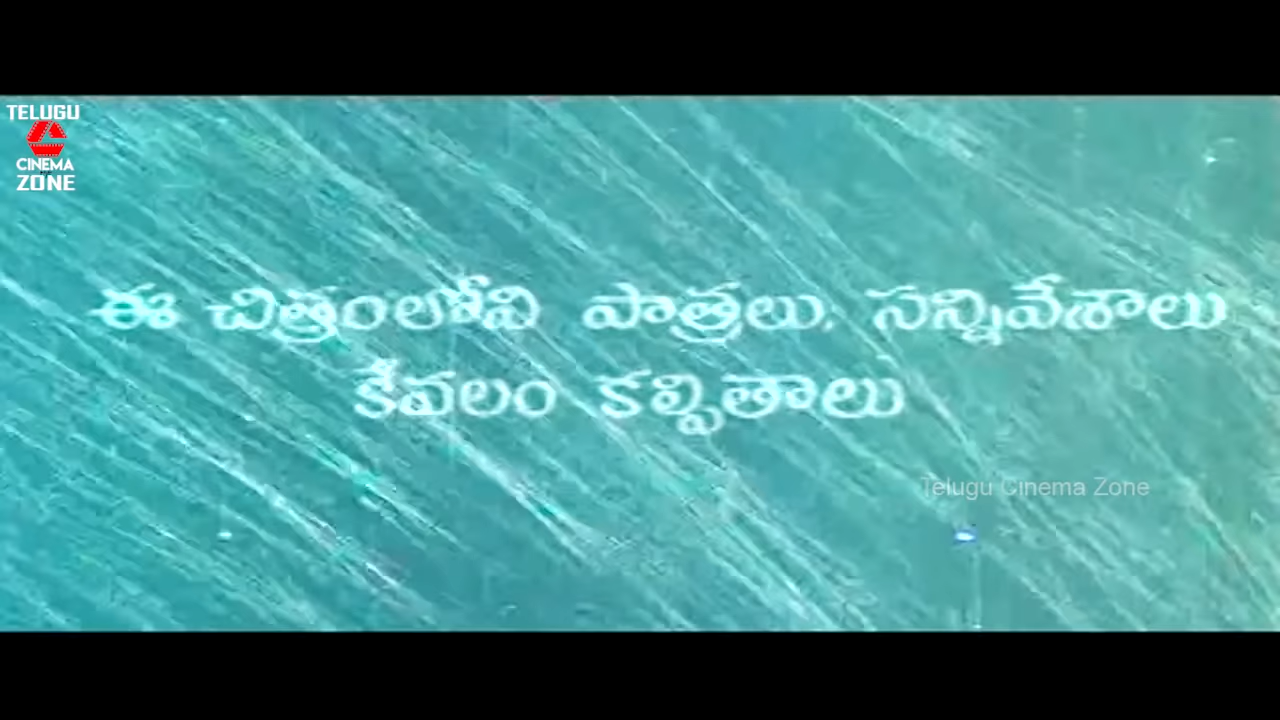 TELUGU
CINEMA
ZONE
ఈ చిత్రంలోని పాత్రలు, సన్నివేశాలు
కేవలం కల్పితాలు
Telugu Cinema Zone